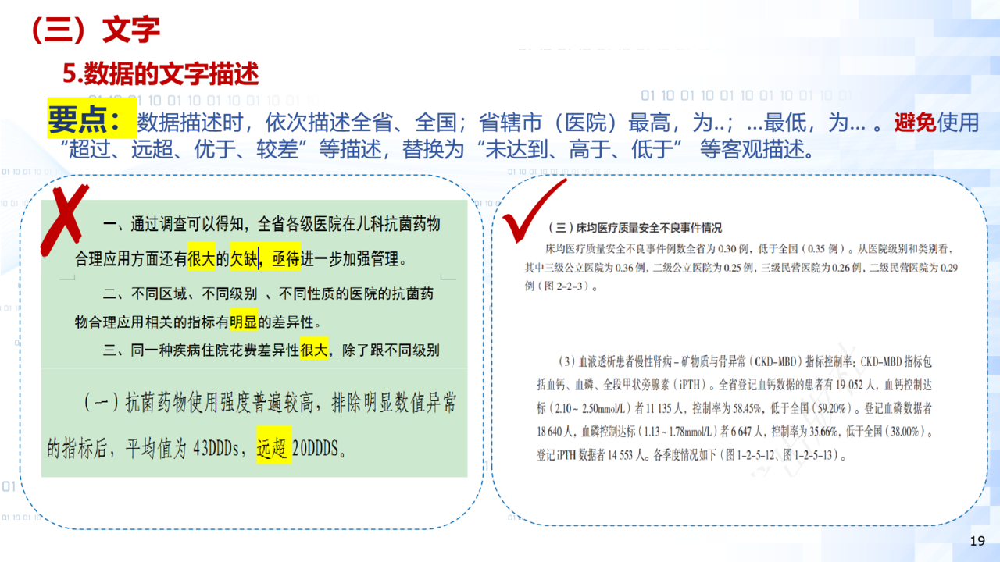 （三）文字
5.数据的文字描述
要点：数据描述时，依次描述全省、全国；省辖市（医院）最高，为..；…最低，为… 。避免使用
“超过、远超、优于、较差”等描述，替换为“未达到、高于、低于” 等客观描述。
一、通过调查可以得知，全省各级医院在儿科抗菌药物
合理应用方面还有很大的欠缺，亟待进一步加强管理。
二、不同区域、不同级别 、不同性质的医院的抗菌药
物合理应用相关的指标有明显的差异性。
三、同一种疾病住院花费差异性很大，除了跟不同级别
（一）抗菌药物使用强度普遍较高，排除明显数值异常
的指标后，平均值为 43DDDs，远超 20DDDS。
（三）床均医疗质量安全不良事件情况
床均医疗质量安全不良事件例数全省为 0.30 例，低于全国（0.35 例）。从医院级别和类别看，
其中三级公立医院为 0.36 例，二级公立医院为 0.25 例，三级民营医院为 0.26 例，二级民营医院为 0.29
例（图 2-2-3）。
（3）血液透析患者慢性肾病－矿物质与骨异常（CKD-MBD）指标控制率：CKD-MBD 指标包
括血钙、血磷、全段甲状旁腺素（iPTH）。全省登记血钙数据的患者有 19 052 人，血钙控制达
标（2.10～2.50mmol/L）者 11 135 人，控制率为 58.45%，低于全国（59.20%）。登记血磷数据者
18 640 人，血磷控制达标（1.13～1.78mmol/L）者 6 647 人，控制率为 35.66%，低于全国（38.00%）。
登记 iPTH 数据者 14 553 人。各季度情况如下（图 1-2-5-12、图 1-2-5-13）。
19